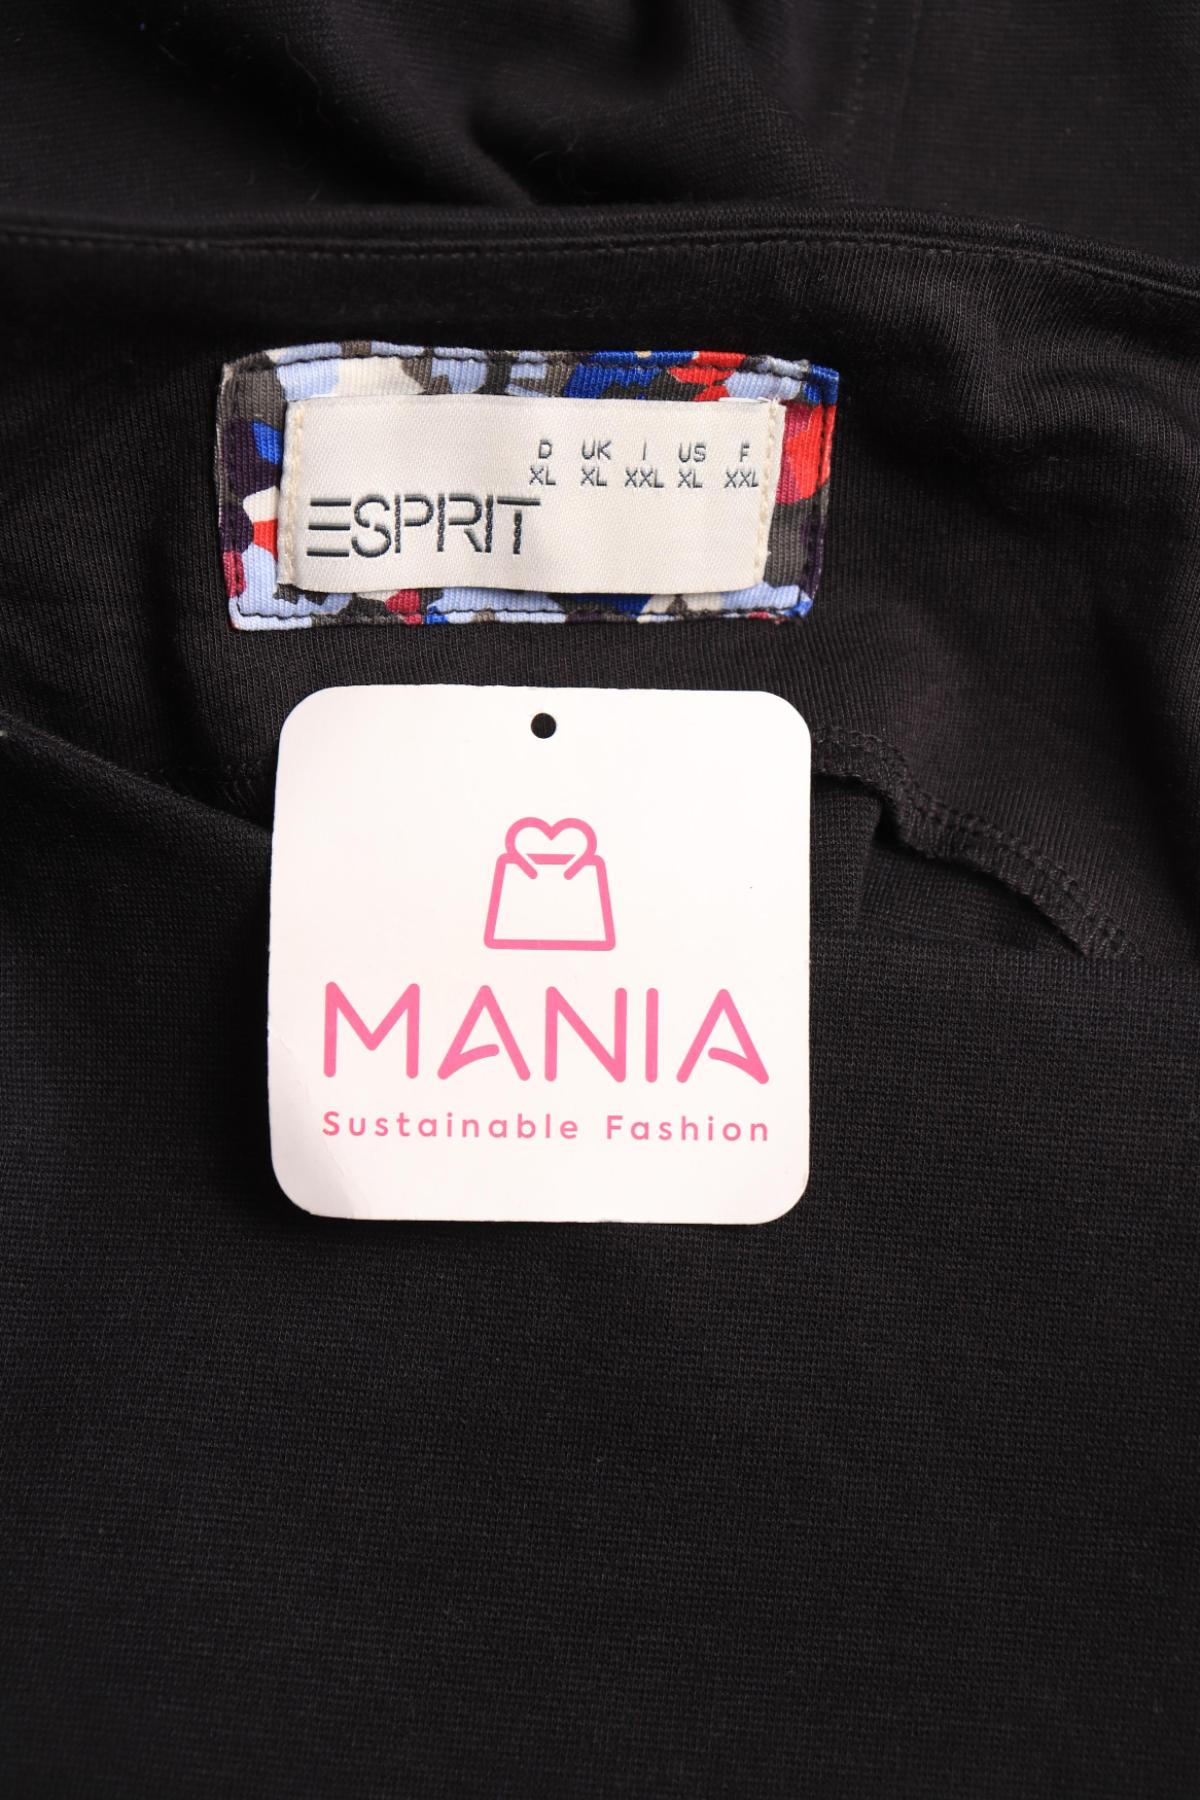 D UK I US F
XL XL XXL XL XXL
ESPRIT
MANIA
Sustainable Fashion